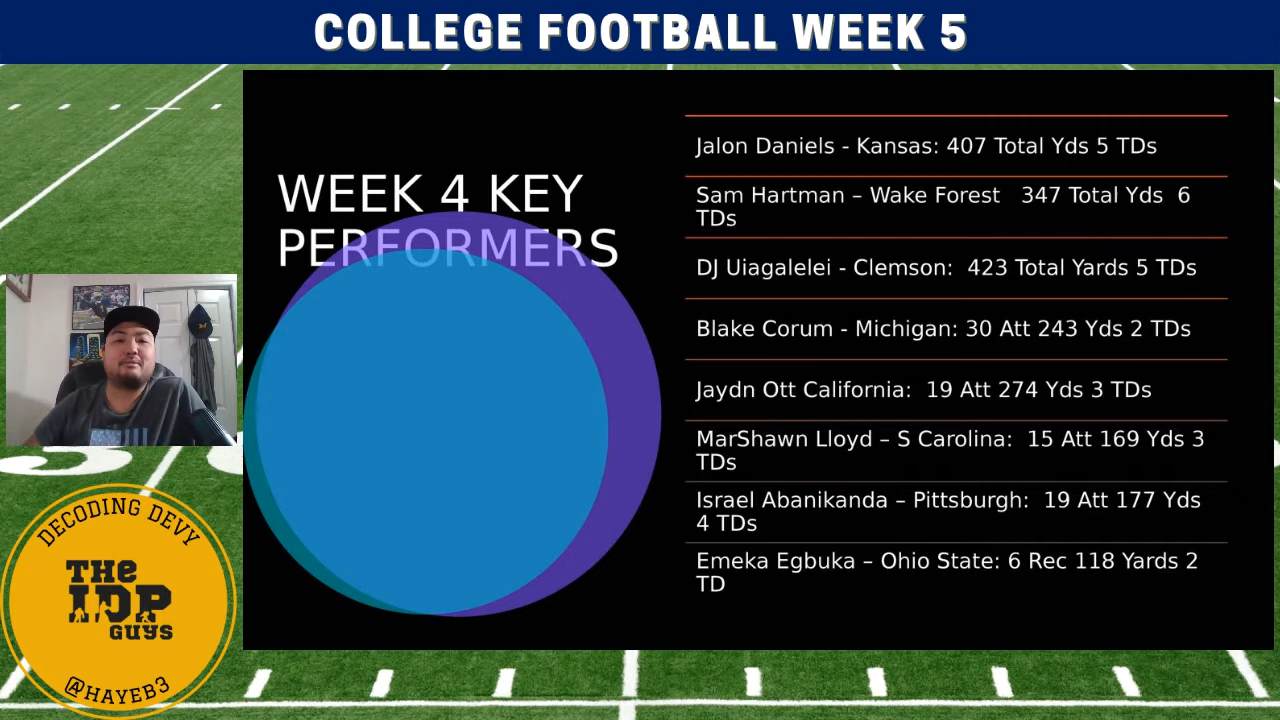 COLLEGE FOOTBALL WEEK 5
WEEK 4 KEY
PERFORMERS
Jalon Daniels - Kansas: 407 Total Yds 5 TDs
Sam Hartman – Wake Forest   347 Total Yds  6
TDs
DJ Uiagalelei - Clemson:  423 Total Yards 5 TDs
Blake Corum - Michigan: 30 Att 243 Yds 2 TDs
Jaydn Ott California:  19 Att 274 Yds 3 TDs
MarShawn Lloyd – S Carolina:  15 Att 169 Yds 3
TDs
Israel Abanikanda – Pittsburgh:  19 Att 177 Yds
4 TDs
Emeka Egbuka – Ohio State: 6 Rec 118 Yards 2
TD
DECODING DEVY
THE
IDP
GUYS
@HAYEB3